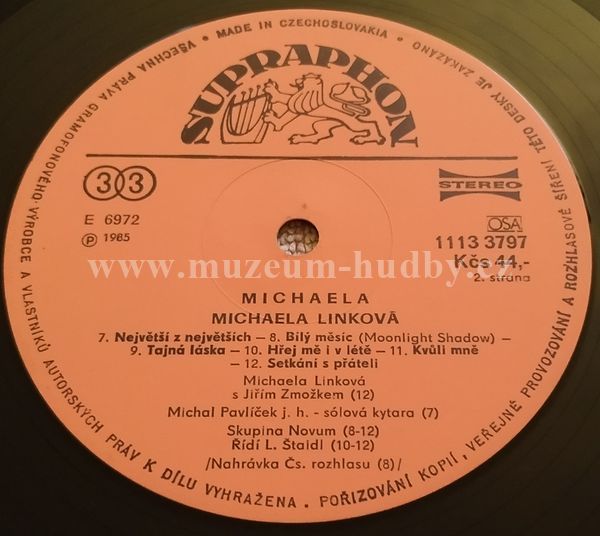 VŠECHNA PRÁVA GRAMOFONOVÉHO VÝROBCE A VLASTNÍKŮ AUTORSKÝCH PRÁV K DÍLU VYHRAŽENA. POŘIZOVÁNÍ KOPIÍ, VEŘEJNÉ PROVOZOVÁNÍ A ROZHLASOVÉ ŠÍŘENÍ TÉTO DESKY JE ZAKÁZÁNO
• MADE IN CZECHOSLOVAKIA •
SUPRAPHON
33
STEREO
E 6972
OSA
Ⓟ 1985
1113 3797
Kčs 44,-
2. strana
www.muzeum-hudby.cz
MICHAELA
MICHAELA LINKOVÁ
7. Největší z největších – 8. Bílý měsíc (Moonlight Shadow) –
9. Tajná láska – 10. Hřej mě i v létě – 11. Kvůli mně
– 12. Setkání s přáteli
Michaela Linková
s Jiřím Zmožkem (12)
Michal Pavlíček j. h. - sólová kytara (7)
Skupina Novum (8-12)
Řídí L. Štaidl (10-12)
/Nahrávka Čs. rozhlasu (8)/